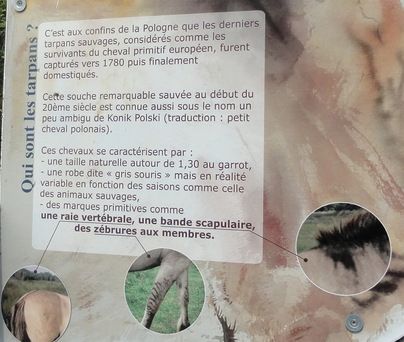 Qui sont les tarpans ?
C'est aux confins de la Pologne que les derniers
tarpans sauvages, considérés comme les
survivants du cheval primitif européen, furent
capturés vers 1780 puis finalement
domestiqués.
Cette souche remarquable sauvée au début du
20ème siècle est connue aussi sous le nom un
peu ambigu de Konik Polski (traduction : petit
cheval polonais).
Ces chevaux se caractérisent par :
- une taille naturelle autour de 1,30 au garrot,
- une robe dite « gris souris » mais en réalité
variable en fonction des saisons comme celle
des animaux sauvages,
- des marques primitives comme
une raie vertébrale, une bande scapulaire,
des zébrures aux membres.